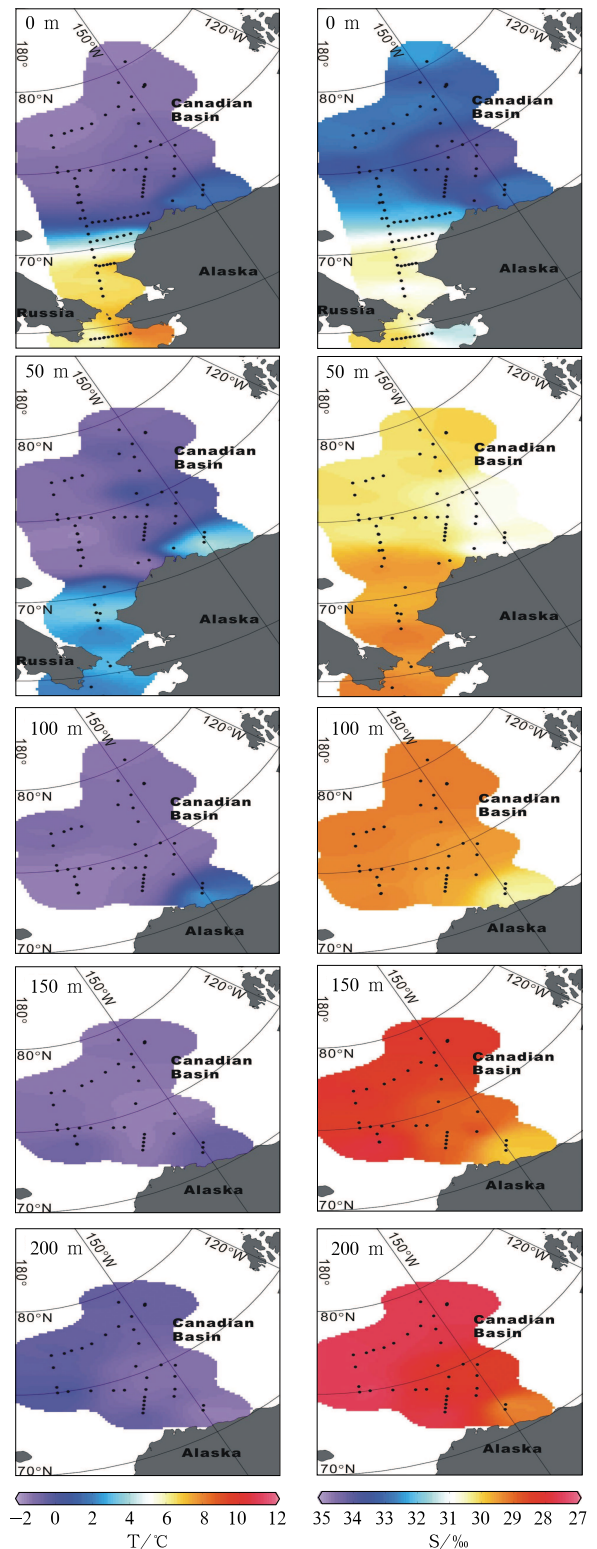 0 m
180°
150°W
120°W
80°N
Canadian
Basin
70°N
Alaska
Russia
180°
150°W
120°W
0 m
80°N
Canadian
Basin
70°N
Alaska
Russia
50 m
180°
150°W
120°W
80°N
Canadian
Basin
70°N
Alaska
Russia
50 m
180°
150°W
120°W
80°N
Canadian
Basin
70°N
Alaska
Russia
100 m
180°
150°W
120°W
80°N
Canadian
Basin
Alaska
70°N
100 m
180°
150°W
120°W
80°N
Canadian
Basin
Alaska
70°N
150 m
180°
150°W
120°W
80°N
Canadian
Basin
Alaska
70°N
150 m
180°
150°W
120°W
80°N
Canadian
Basin
Alaska
70°N
200 m
180°
150°W
120°W
80°N
Canadian
Basin
Alaska
70°N
200 m
180°
150°W
120°W
80°N
Canadian
Basin
Alaska
70°N
−2 0 2 4 6 8 10 12
T/℃
35 34 33 32 31 30 29 28 27
S/‰